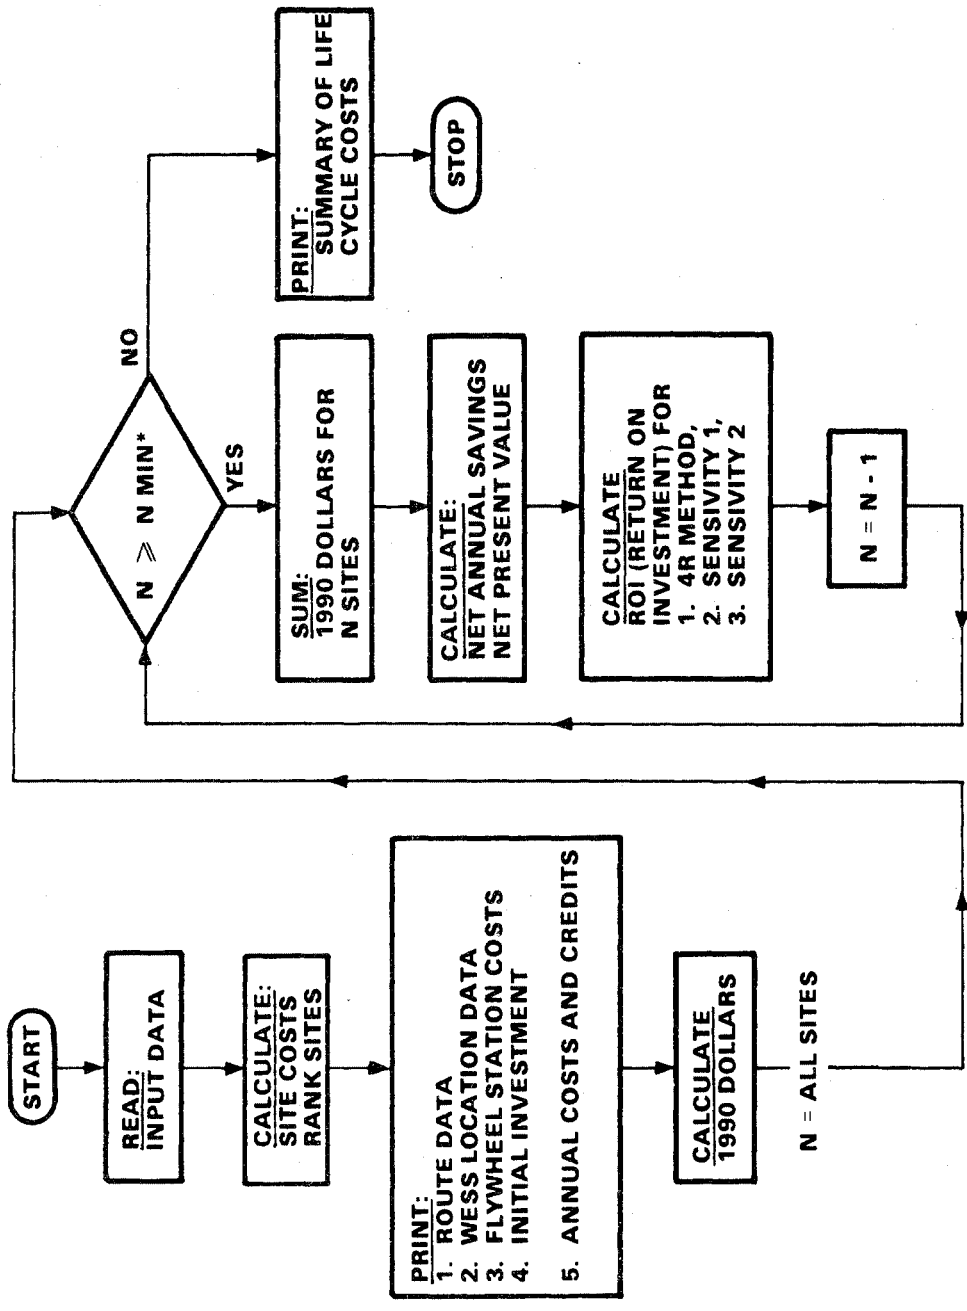 START
READ:
INPUT DATA
CALCULATE:
SITE COSTS
RANK SITES
PRINT:
1. ROUTE DATA
2. WESS LOCATION DATA
3. FLYWHEEL STATION COSTS
4. INITIAL INVESTMENT
5. ANNUAL COSTS AND CREDITS
CALCULATE
1990 DOLLARS
N = ALL SITES
N ⩾ N MIN*
YES
NO
SUM:
1990 DOLLARS FOR
N SITES
CALCULATE:
NET ANNUAL SAVINGS
NET PRESENT VALUE
CALCULATE
ROI (RETURN ON
INVESTMENT) FOR
1. 4R METHOD,
2. SENSIVITY 1,
3. SENSIVITY 2
N = N - 1
PRINT:
SUMMARY OF LIFE
CYCLE COSTS
STOP